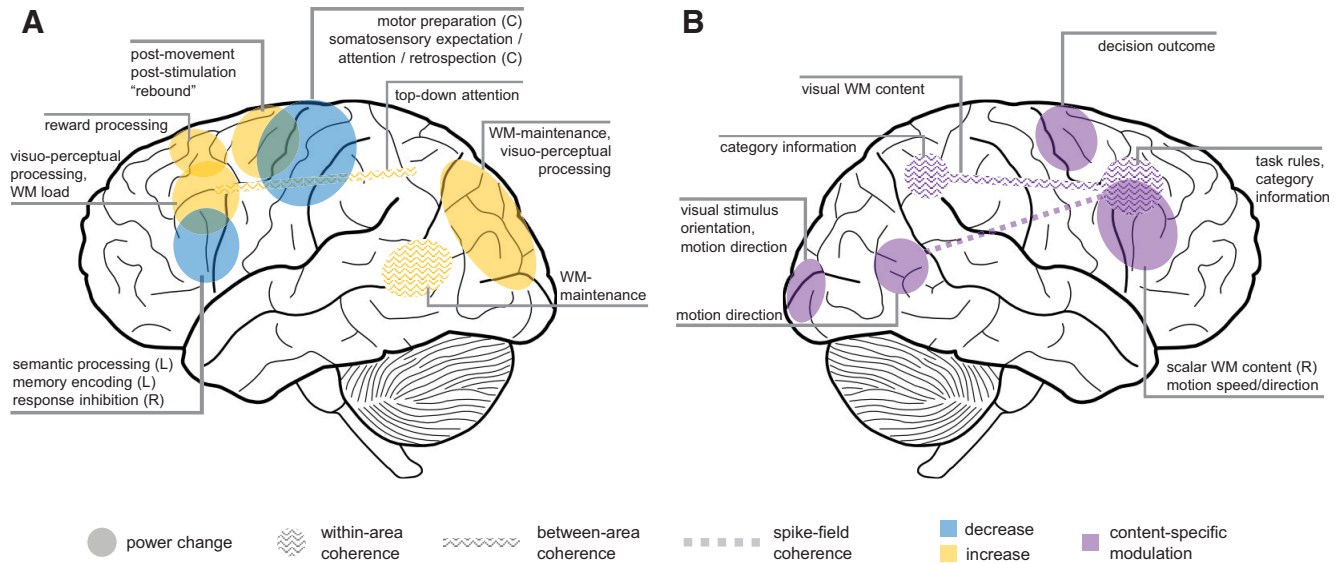 A
motor preparation (C)
somatosensory expectation /
attention / retrospection (C)
post-movement
post-stimulation
"rebound"
top-down attention
reward processing
WM-maintenance,
visuo-perceptual
processing
visuo-perceptual
processing,
WM load
WM-
maintenance
semantic processing (L)
memory encoding (L)
response inhibition (R)
B
decision outcome
visual WM content
category information
task rules,
category
information
visual stimulus
orientation,
motion direction
motion direction
scalar WM content (R)
motion speed/direction
power change
within-area
coherence
between-area
coherence
spike-field
coherence
decrease
increase
content-specific
modulation